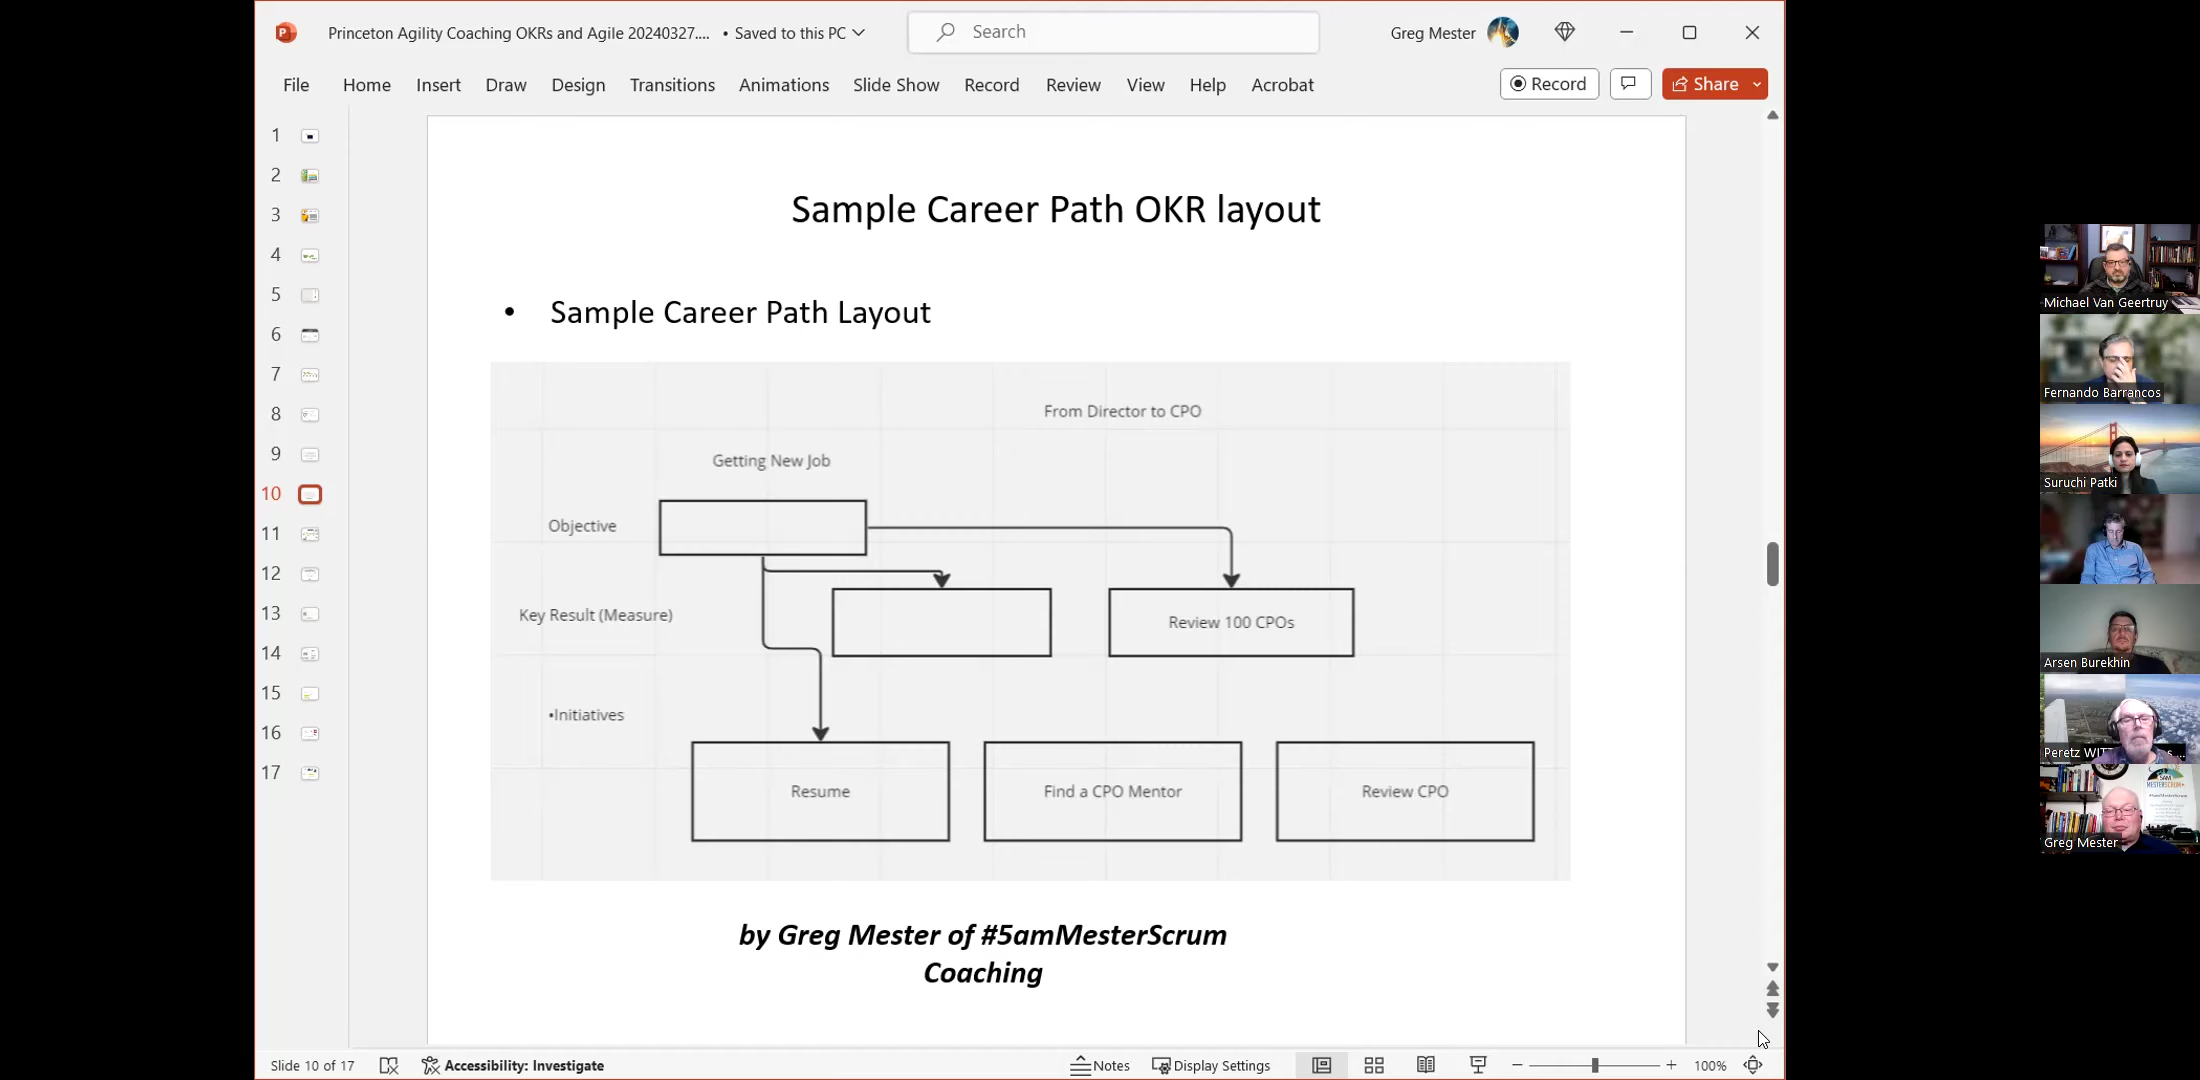 Princeton Agility Coaching OKRs and Agile 20240327.... • Saved to this PC
Search
Greg Mester
File Home Insert Draw Design Transitions Animations Slide Show Record Review View Help Acrobat
Record
Share
1
2
3
4
5
6
7
8
9
10
11
12
13
14
15
16
17
Sample Career Path OKR layout
• Sample Career Path Layout
From Director to CPO
Getting New Job
Objective
Key Result (Measure)
Review 100 CPOs
•Initiatives
Resume
Find a CPO Mentor
Review CPO
by Greg Mester of #5amMesterScrum
Coaching
Slide 10 of 17
Accessibility: Investigate
Notes
Display Settings
100%
Michael Van Geertruy
Fernando Barrancos
Suruchi Patki
Arsen Burekhin
Peretz
Greg Mester